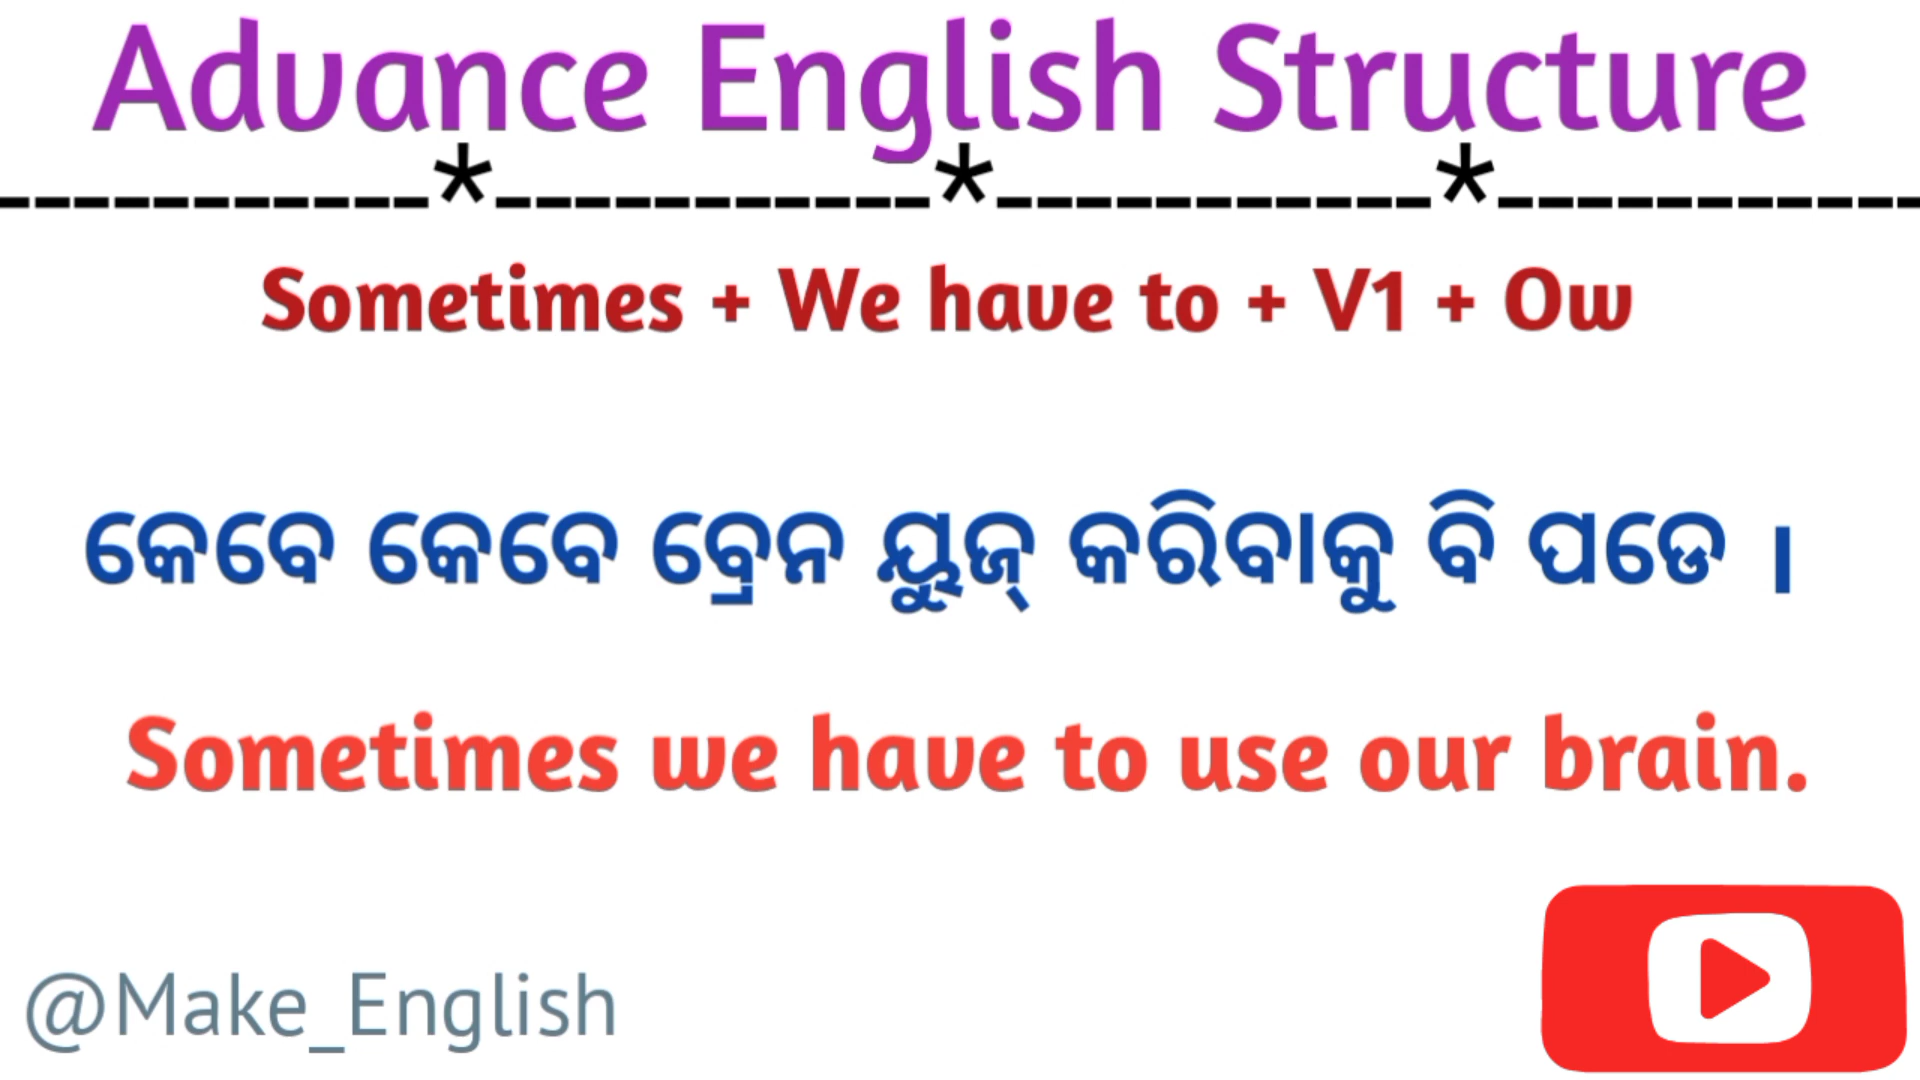 Advance English Structure
-----------*-----------*-----------*-----------
Sometimes + We have to + V1 + Ow
କେବେ କେବେ ବ୍ରେନ ୟୁଜ୍ କରିବାକୁ ବି ପଡେ ।
Sometimes we have to use our brain.
@Make_English